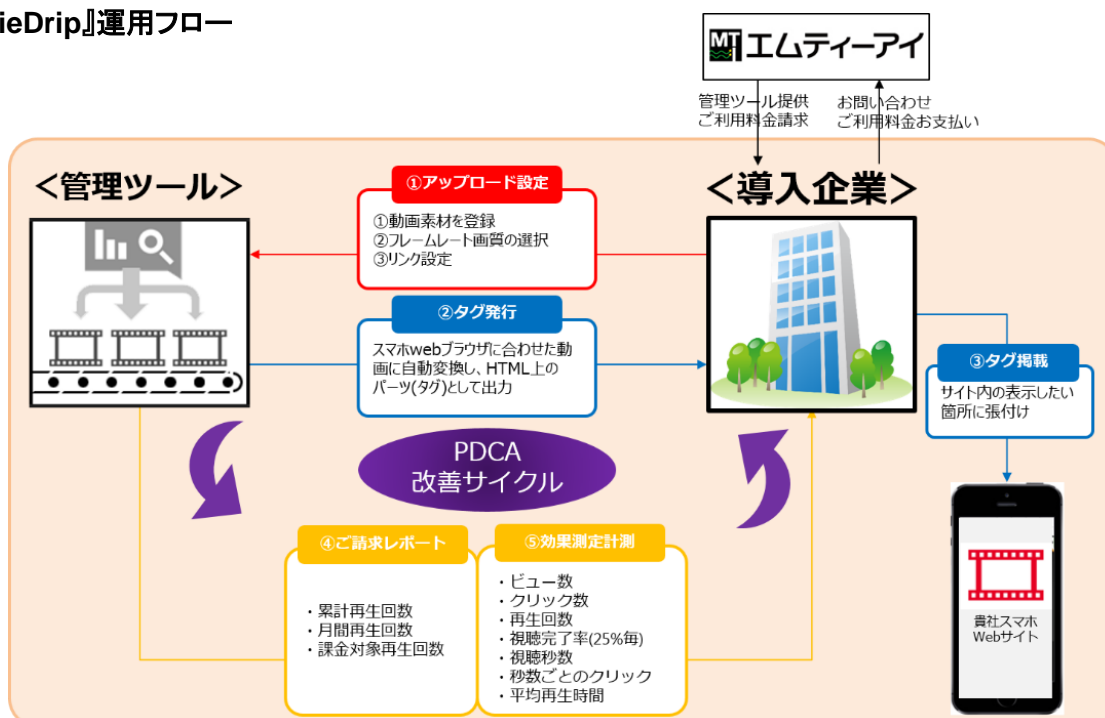 ieDrip』運用フロー
MTI エムティーアイ
管理ツール提供
ご利用料金請求
お問い合わせ
ご利用料金お支払い
＜管理ツール＞
①アップロード設定
①動画素材を登録
②フレームレート画質の選択
③リンク設定
＜導入企業＞
②タグ発行
スマホwebブラウザに合わせた動
画に自動変換し、HTML上の
パーツ(タグ)として出力
③タグ掲載
サイト内の表示したい
箇所に張付け
PDCA
改善サイクル
④ご請求レポート
・累計再生回数
・月間再生回数
・課金対象再生回数
⑤効果測定計測
・ビュー数
・クリック数
・再生回数
・視聴完了率(25%毎)
・視聴秒数
・秒数ごとのクリック
・平均再生時間
貴社スマホ
Webサイト